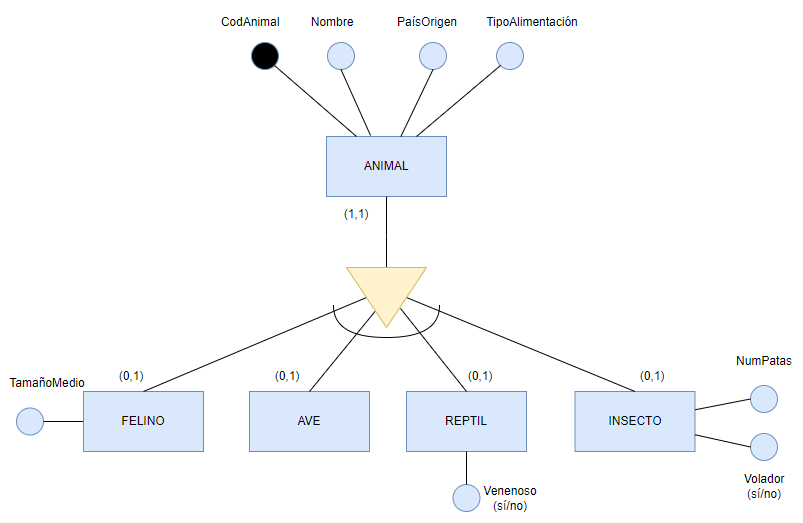 CodAnimal
Nombre
PaísOrigen
TipoAlimentación
ANIMAL
(1,1)
(0,1)
(0,1)
(0,1)
(0,1)
NumPatas
TamañoMedio
FELINO
AVE
REPTIL
INSECTO
Volador
(sí/no)
Venenoso
(sí/no)